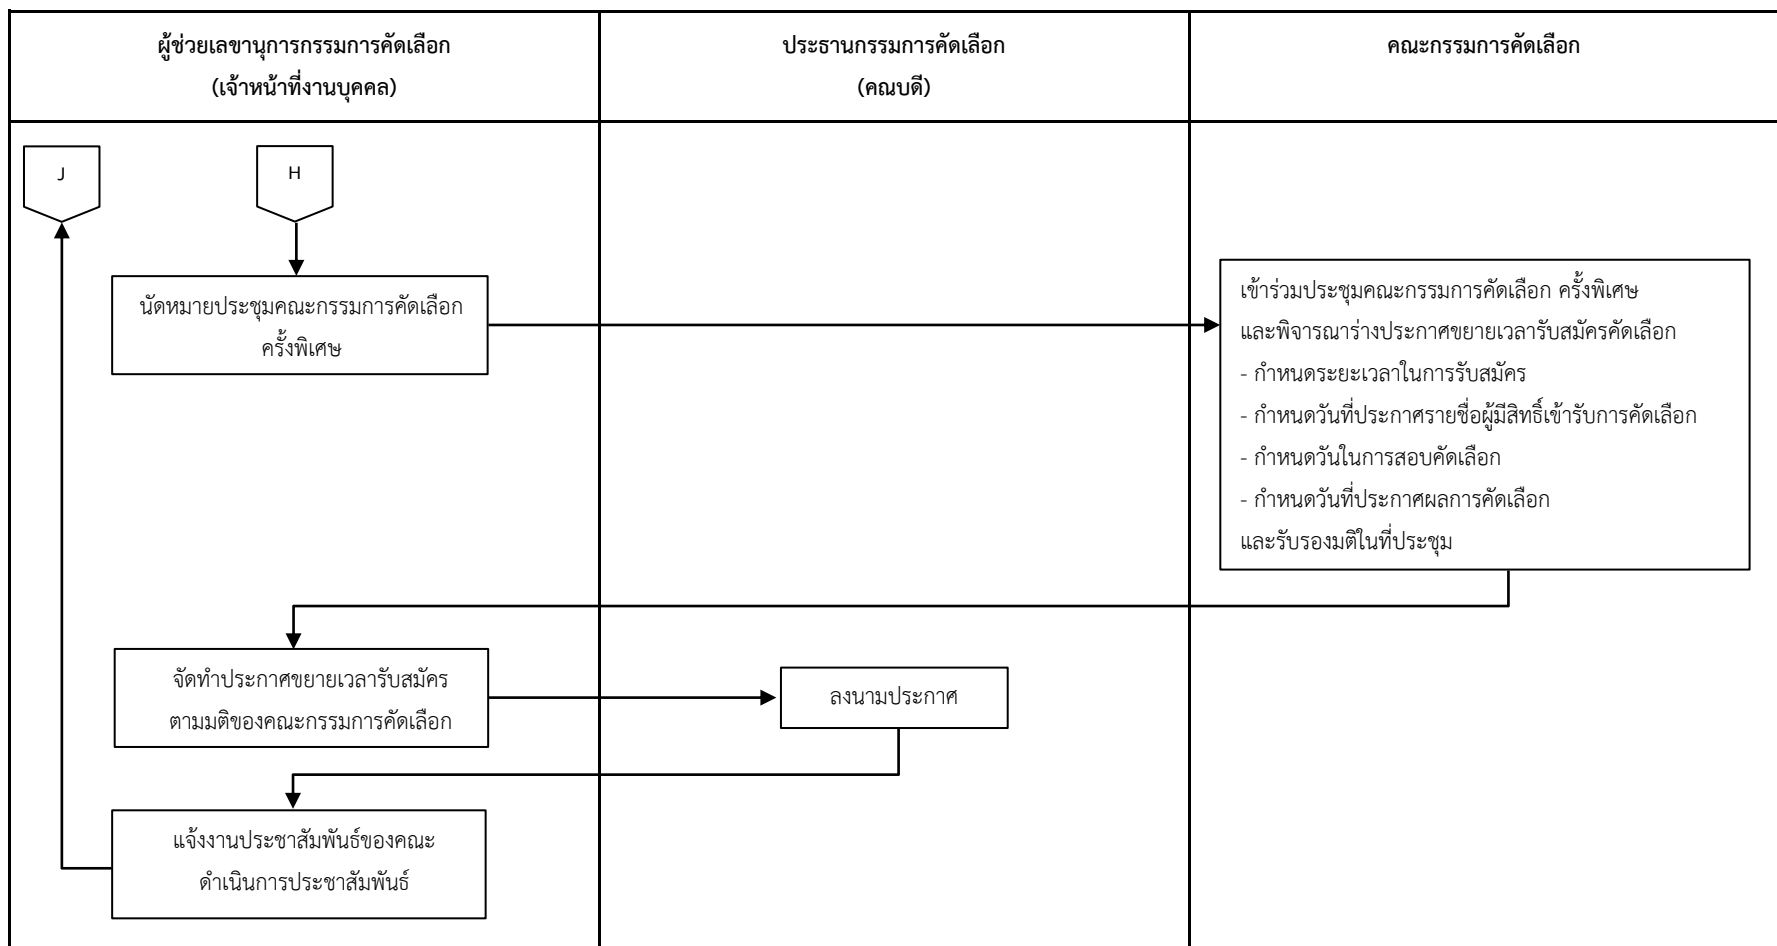 ผู้ช่วยเลขานุการกรรมการคัดเลือก
(เจ้าหน้าที่งานบุคคล)
ประธานกรรมการคัดเลือก
(คณบดี)
คณะกรรมการคัดเลือก
J
H
นัดหมายประชุมคณะกรรมการคัดเลือก
ครั้งพิเศษ
เข้าร่วมประชุมคณะกรรมการคัดเลือก ครั้งพิเศษ
และพิจารณาร่างประกาศขยายเวลารับสมัครคัดเลือก
- กำหนดระยะเวลาในการรับสมัคร
- กำหนดวันที่ประกาศรายชื่อผู้มีสิทธิ์เข้ารับการคัดเลือก
- กำหนดวันในการสอบคัดเลือก
- กำหนดวันที่ประกาศผลการคัดเลือก
และรับรองมติในที่ประชุม
จัดทำประกาศขยายเวลารับสมัคร
ตามมติของคณะกรรมการคัดเลือก
ลงนามประกาศ
แจ้งงานประชาสัมพันธ์ของคณะ
ดำเนินการประชาสัมพันธ์